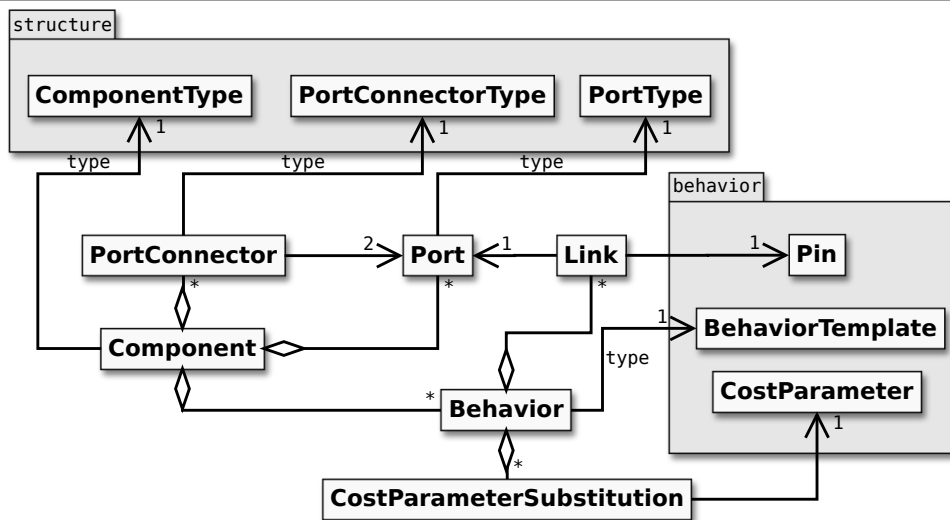 structure
ComponentType
PortConnectorType
PortType
1
1
1
type
type
type
behavior
PortConnector
2
Port
1
Link
1
Pin
*
*
*
Component
1
BehaviorTemplate
type
CostParameter
*
Behavior
1
*
CostParameterSubstitution